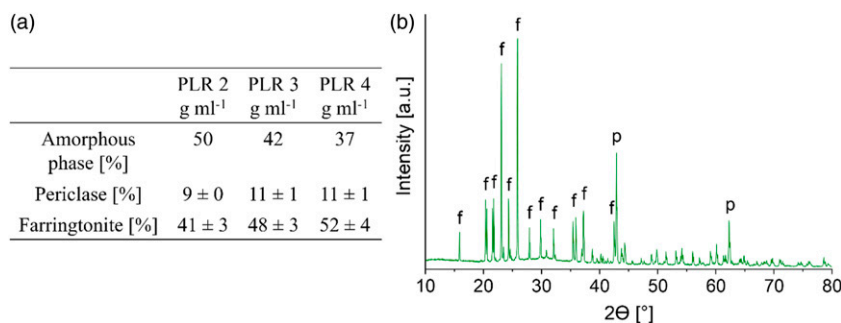 (a)
PLR 2 PLR 3 PLR 4
g ml⁻¹ g ml⁻¹ g ml⁻¹
Amorphous 50 42 37
phase [%]
Periclase [%] 9 ± 0 11 ± 1 11 ± 1
Farringtonite [%] 41 ± 3 48 ± 3 52 ± 4
(b)
Intensity [a.u.]
f f f f f f f f f f f f p p
10 20 30 40 50 60 70 80
2Θ [°]